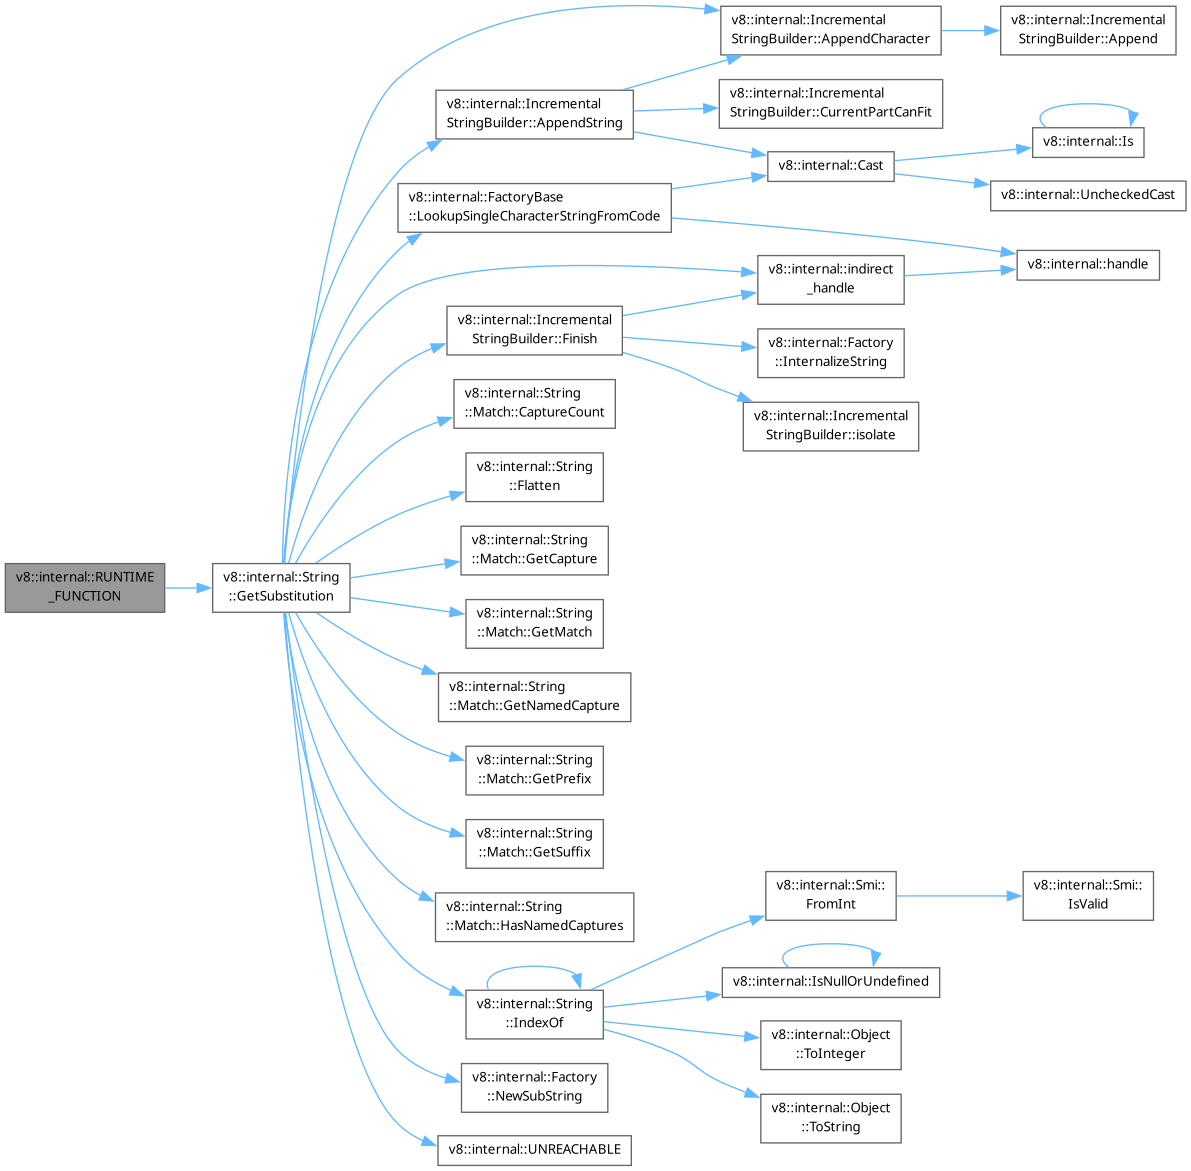 v8::internal::RUNTIME
_FUNCTION
v8::internal::String
::GetSubstitution
v8::internal::Incremental
StringBuilder::AppendCharacter
v8::internal::Incremental
StringBuilder::Append
v8::internal::Incremental
StringBuilder::AppendString
v8::internal::Incremental
StringBuilder::CurrentPartCanFit
v8::internal::Cast
v8::internal::Is
v8::internal::UncheckedCast
v8::internal::FactoryBase
::LookupSingleCharacterStringFromCode
v8::internal::handle
v8::internal::indirect
_handle
v8::internal::Incremental
StringBuilder::Finish
v8::internal::Factory
::InternalizeString
v8::internal::Incremental
StringBuilder::isolate
v8::internal::String
::Match::CaptureCount
v8::internal::String
::Flatten
v8::internal::String
::Match::GetCapture
v8::internal::String
::Match::GetMatch
v8::internal::String
::Match::GetNamedCapture
v8::internal::String
::Match::GetPrefix
v8::internal::String
::Match::GetSuffix
v8::internal::String
::Match::HasNamedCaptures
v8::internal::String
::IndexOf
v8::internal::Smi::
FromInt
v8::internal::Smi::
IsValid
v8::internal::IsNullOrUndefined
v8::internal::Object
::ToInteger
v8::internal::Object
::ToString
v8::internal::Factory
::NewSubString
v8::internal::UNREACHABLE